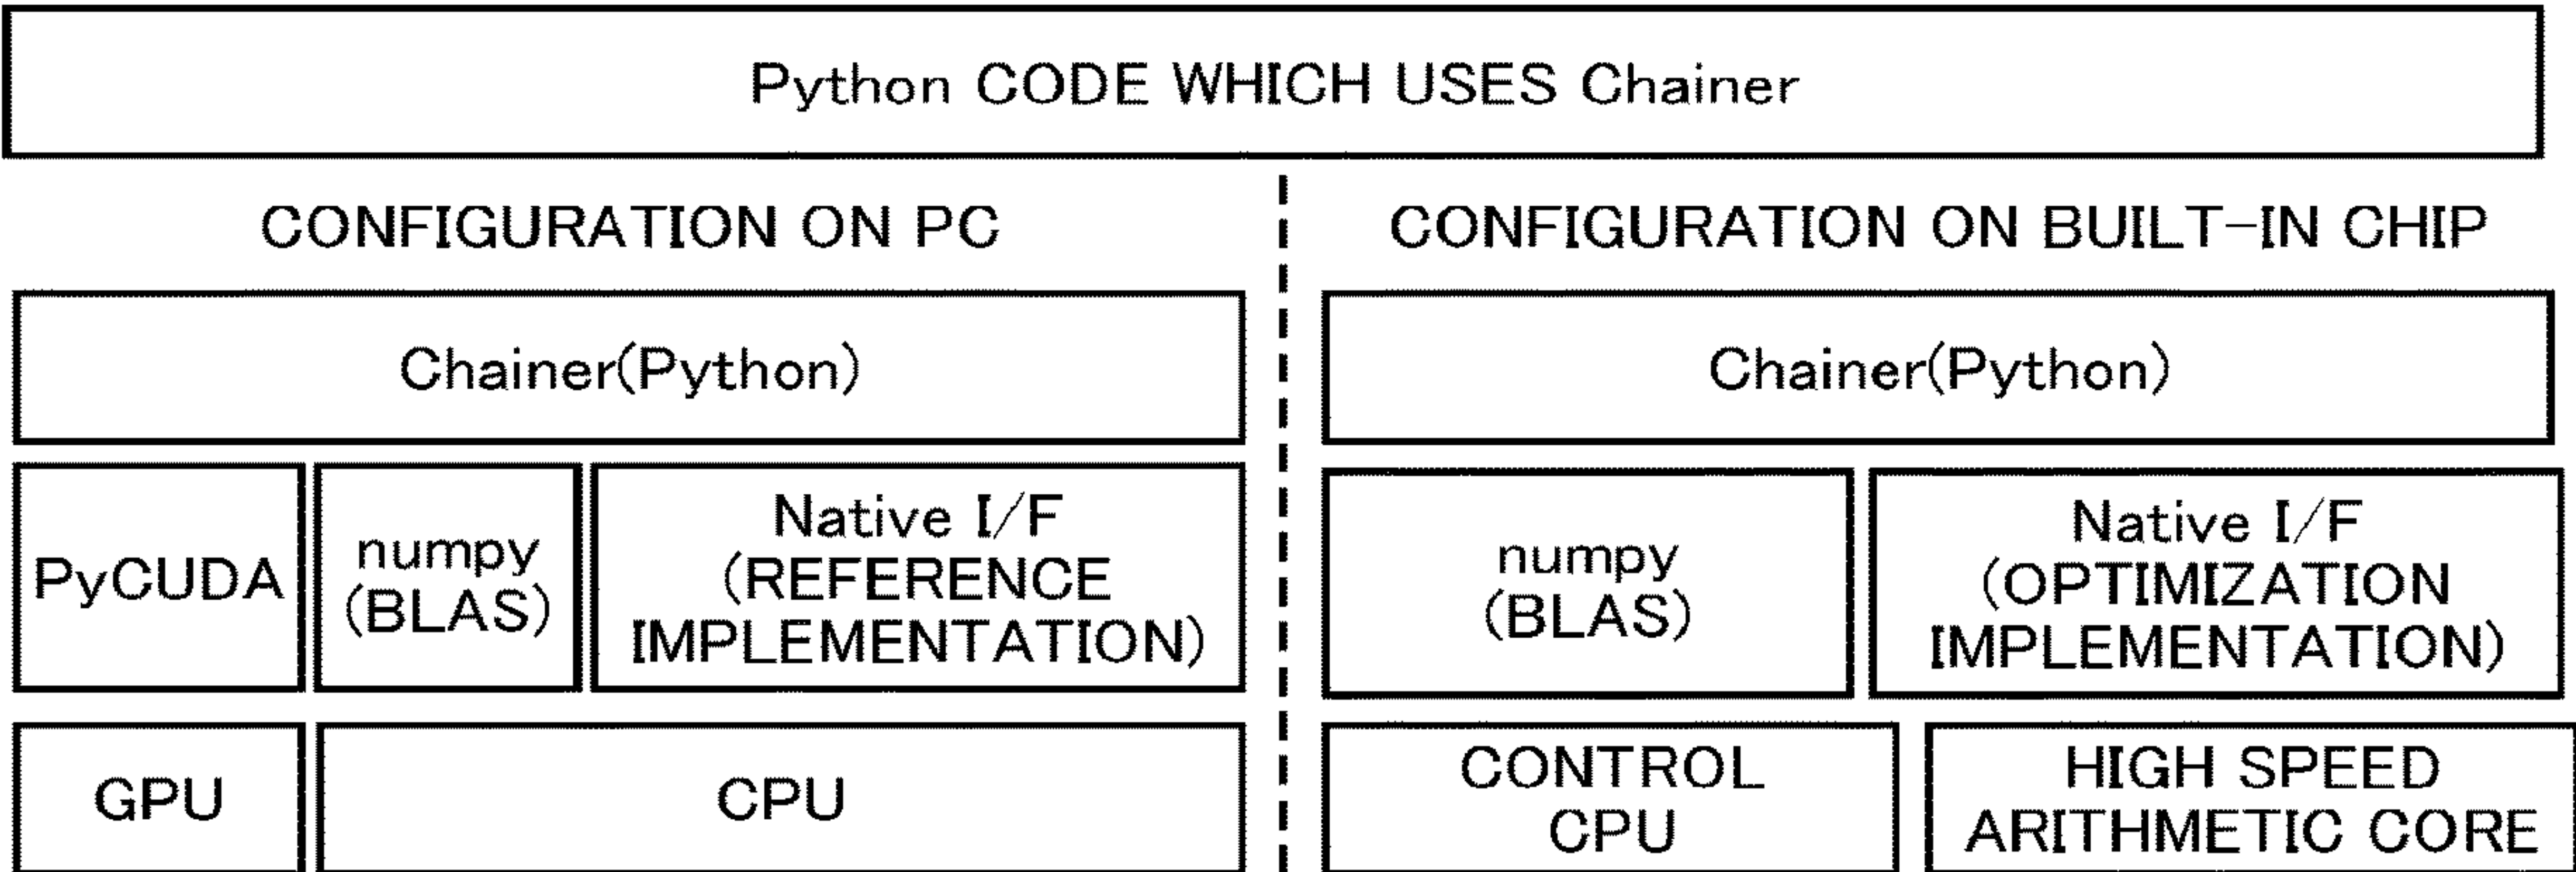 Python CODE WHICH USES Chainer
CONFIGURATION ON PC
Chainer(Python)
PyCUDA
numpy
(BLAS)
Native I/F
(REFERENCE
IMPLEMENTATION)
GPU
CPU
CONFIGURATION ON BUILT-IN CHIP
Chainer(Python)
numpy
(BLAS)
Native I/F
(OPTIMIZATION
IMPLEMENTATION)
CONTROL
CPU
HIGH SPEED
ARITHMETIC CORE